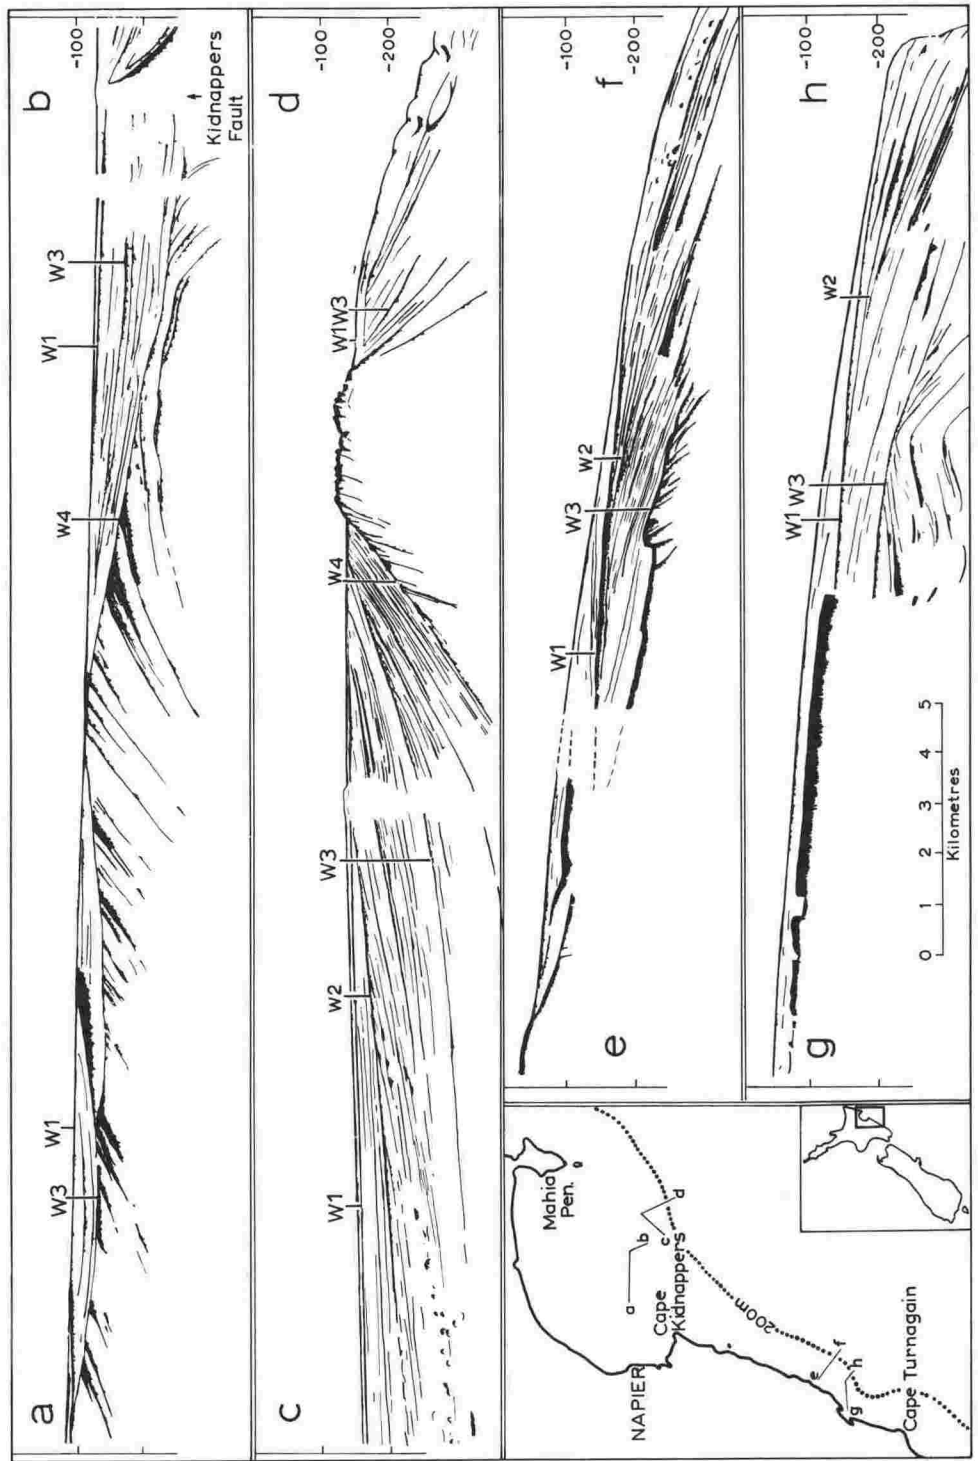 a
b
-100
W3
W1
W4
W1
W3
Kidnappers
Fault
c
d
-100
-200
W1
W2
W3
W4
W1W3
e
f
-100
-200
W1
W3
W2
g
h
-100
-200
W1 W3
W2
0 1 2 3 4 5
Kilometres
Mahia
Pen.
NAPIER
a
b
c
d
Cape
Kidnappers
200m
e
f
g
h
Cape Turnagain